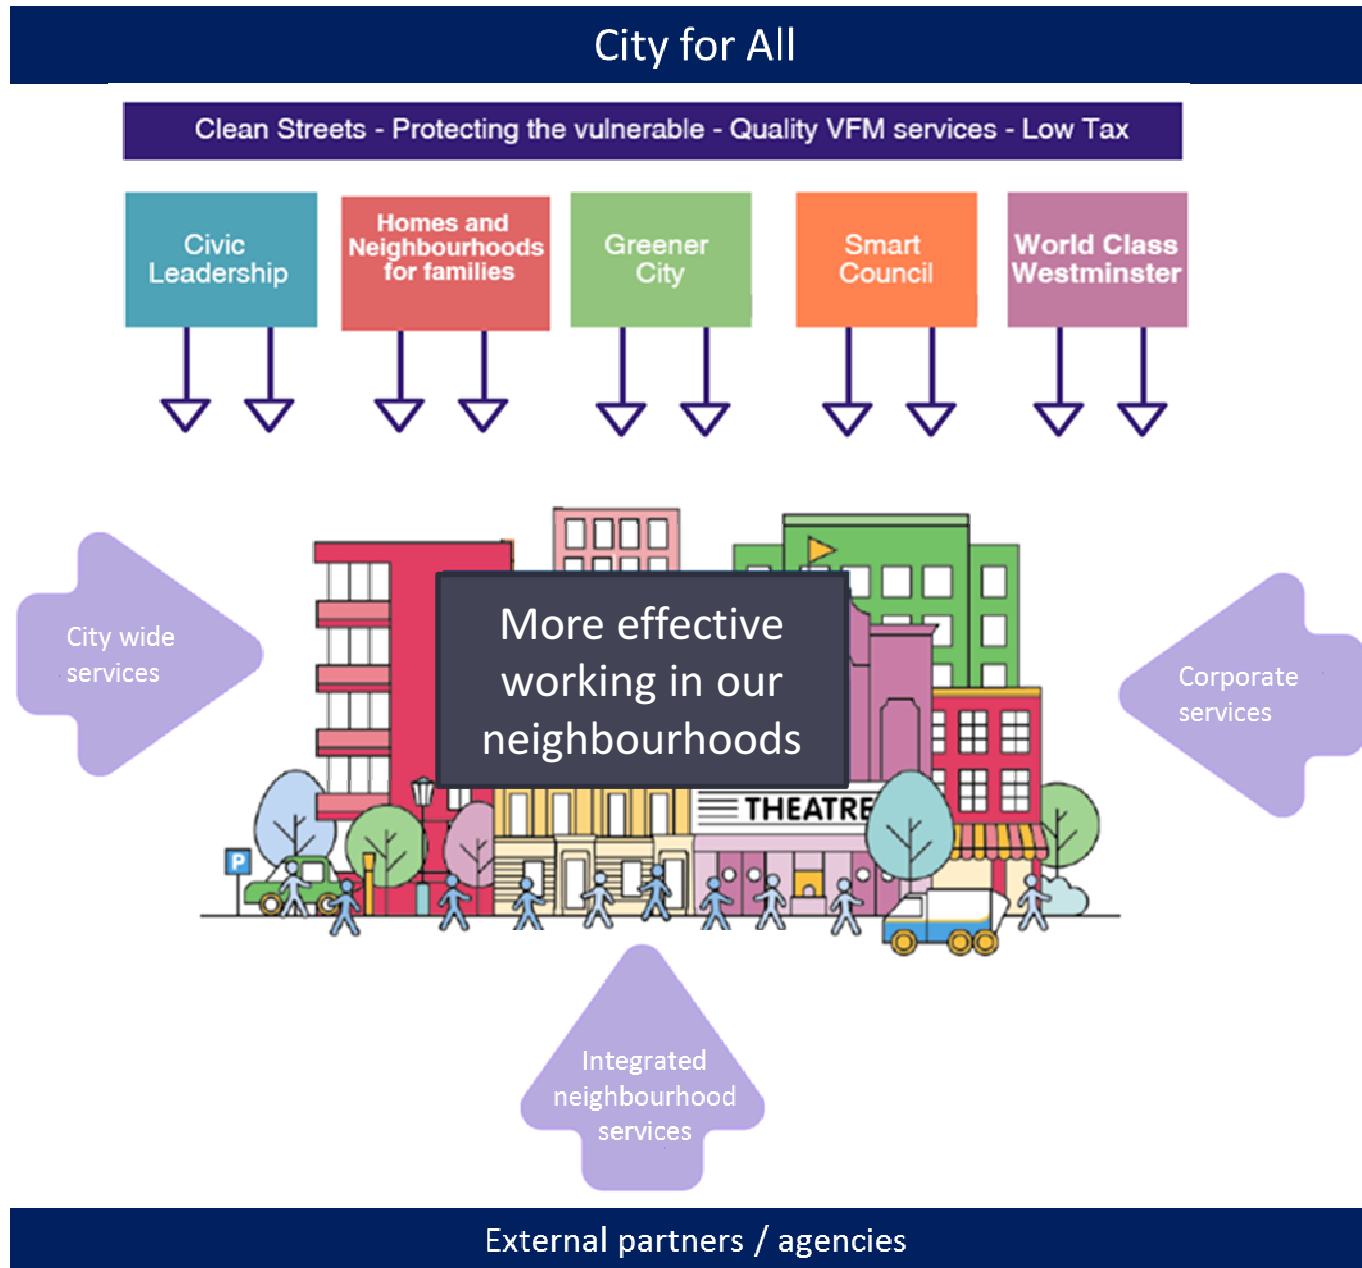 City for All
Clean Streets - Protecting the vulnerable - Quality VFM services - Low Tax
Civic
Leadership
Homes and
Neighbourhoods
for families
Greener
City
Smart
Council
World Class
Westminster
City wide
services
More effective
working in our
neighbourhoods
Corporate
services
THEATRE
P
Integrated
neighbourhood
services
External partners / agencies